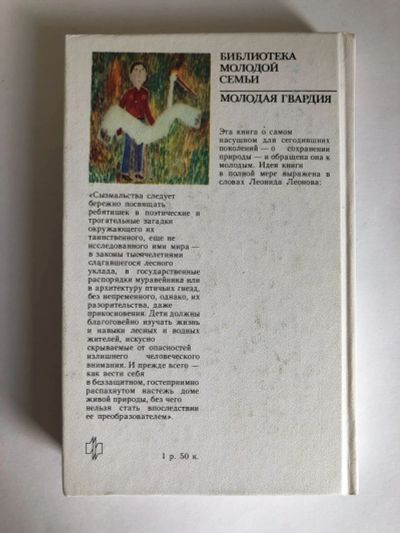 БИБЛИОТЕКА
МОЛОДОЙ
СЕМЬИ
МОЛОДАЯ ГВАРДИЯ
Эта книга о самом
насущном для сегодняшних
поколений — о сохранении
природы — и обращена она к
молодым. Идея книги
в полной мере выражена в
словах Леонида Леонова:
«Сызмальства следует
бережно посвящать
ребятишек в поэтические и
трогательные загадки
окружающего их
таинственного, еще не
исследованного ими мира —
в законы тысячелетиями
слагавшегося лесного
уклада, в государственные
распорядки муравейника или
в архитектуру птичьих гнезд,
без непременного, однако, их
разорительства, даже
прикосновения. Дети должны
благоговейно изучать жизнь
и навыки лесных и водных
жителей, искусно
скрываемые от опасностей
излишнего человеческого
внимания. И прежде всего —
как вести себя
в беззащитном, гостеприимно
распахнутом настежь доме
живой природы, без чего
нельзя стать впоследствии
ее преобразователем».
1 р. 50 к.